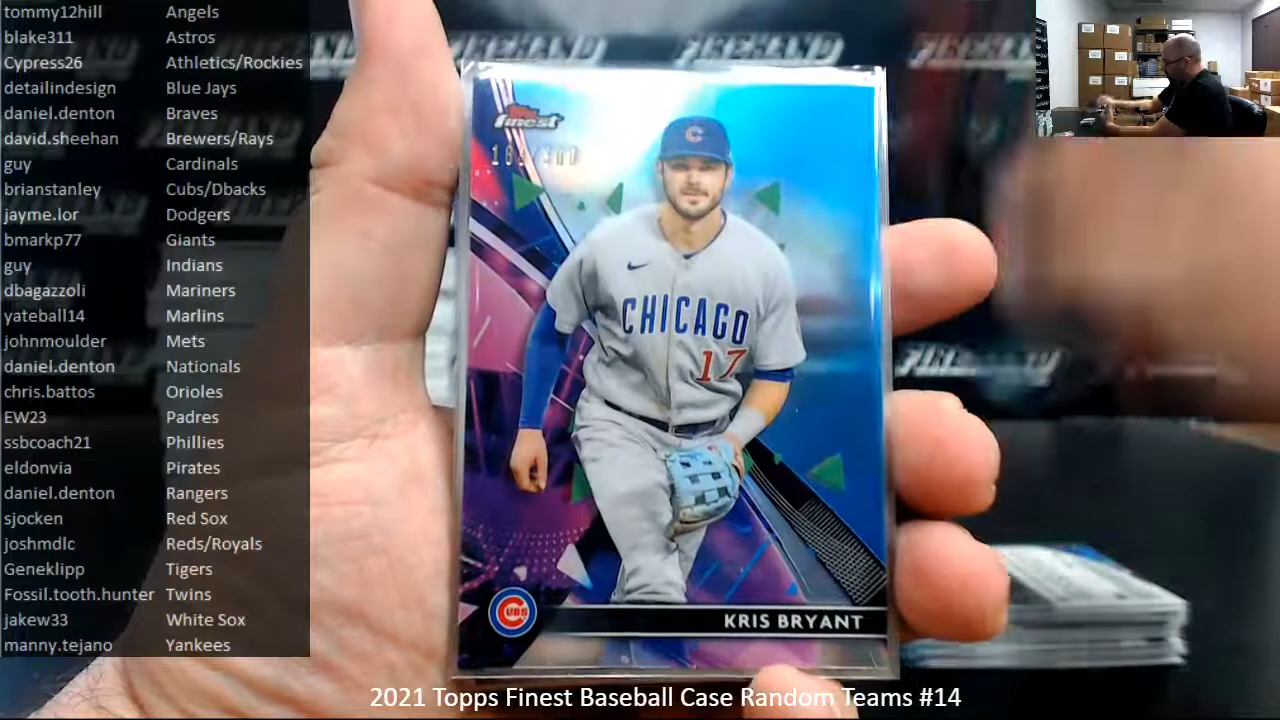 tommy12hill Angels
blake311 Astros
Cypress26 Athletics/Rockies
detailindesign Blue Jays
daniel.denton Braves
david.sheehan Brewers/Rays
guy Cardinals
brianstanley Cubs/Dbacks
jayme.lor Dodgers
bmarkp77 Giants
guy Indians
dbagazzoli Mariners
yateball14 Marlins
johnmoulder Mets
daniel.denton Nationals
chris.battos Orioles
EW23 Padres
ssbcoach21 Phillies
eldonvia Pirates
daniel.denton Rangers
sjocken Red Sox
joshmdlc Reds/Royals
Geneklipp Tigers
Fossil.tooth.hunter Twins
jakew33 White Sox
manny.tejano Yankees
Topps
finest
C
CHICAGO
17
CUBS
KRIS BRYANT
2021 Topps Finest Baseball Case Random Teams #14